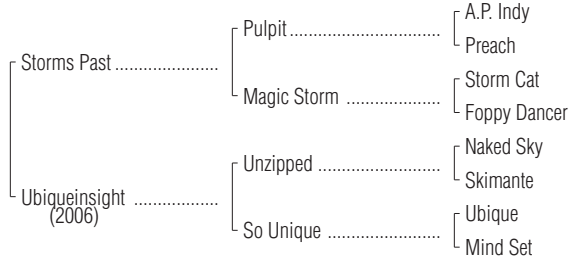 A.P. Indy
Pulpit
Preach
Storms Past
Storm Cat
Magic Storm
Foppy Dancer
Naked Sky
Unzipped
Skimante
Ubiqueinsight
(2006)
Ubique
So Unique
Mind Set